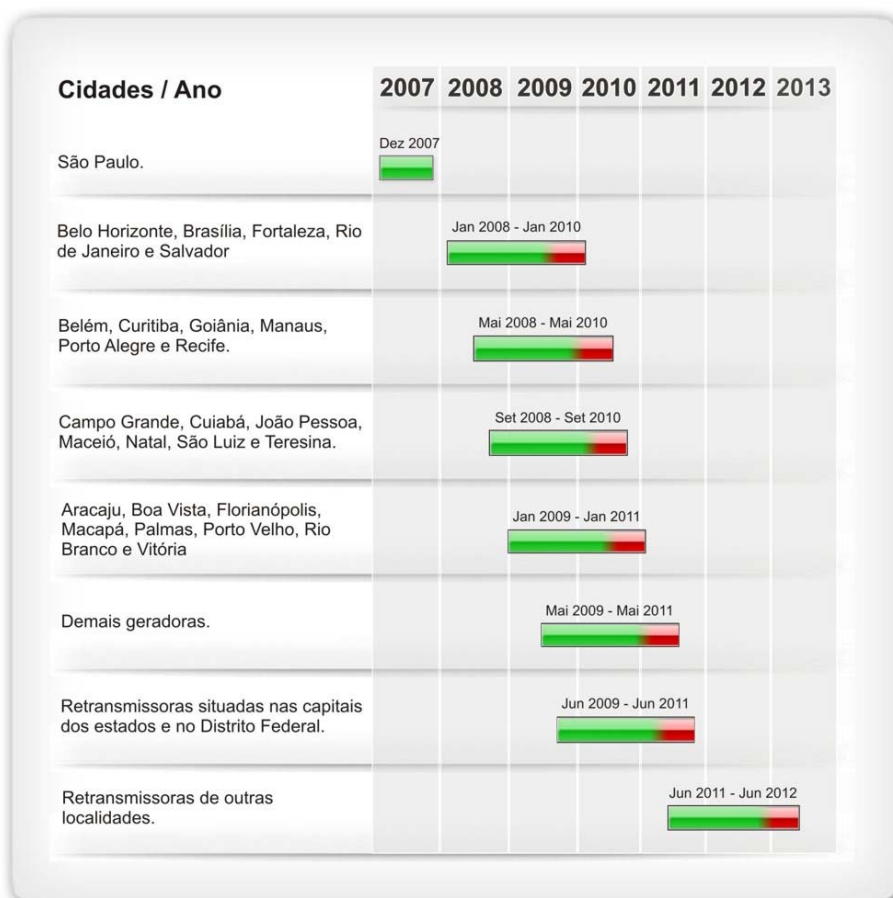 Cidades / Ano 2007 2008 2009 2010 2011 2012 2013
Dez 2007
São Paulo.
Jan 2008 - Jan 2010
Belo Horizonte, Brasília, Fortaleza, Rio
de Janeiro e Salvador
Mai 2008 - Mai 2010
Belém, Curitiba, Goiânia, Manaus,
Porto Alegre e Recife.
Set 2008 - Set 2010
Campo Grande, Cuiabá, João Pessoa,
Maceió, Natal, São Luiz e Teresina.
Aracaju, Boa Vista, Florianópolis,
Jan 2009 - Jan 2011
Macapá, Palmas, Porto Velho, Rio
Branco e Vitória
Mai 2009 - Mai 2011
Demais geradoras.
Jun 2009 - Jun 2011
Retransmissoras situadas nas capitais
dos estados e no Distrito Federal.
Jun 2011 - Jun 2012
Retransmissoras de outras
localidades.